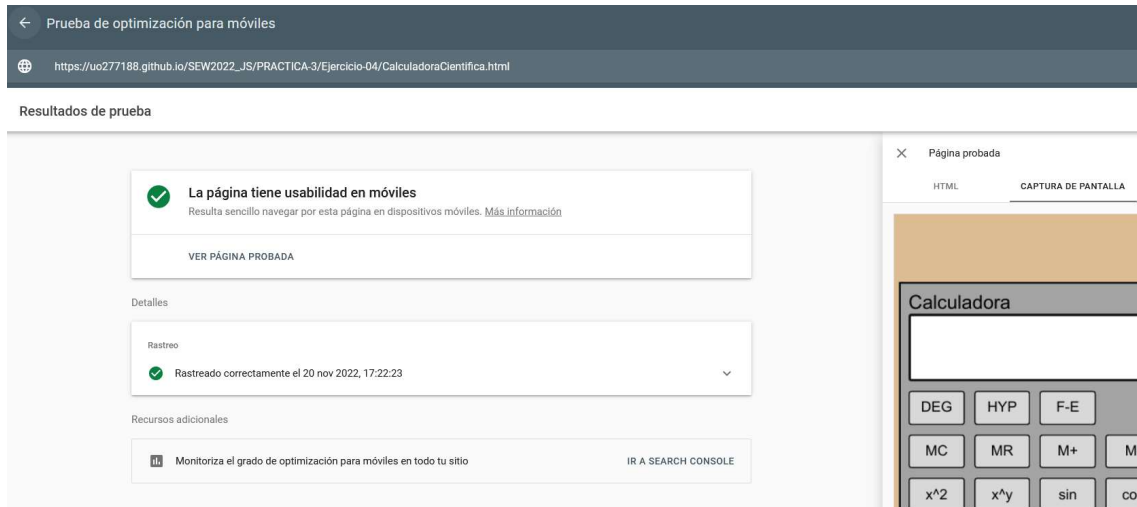 Prueba de optimización para móviles
https://uo277188.github.io/SEW2022_JS/PRACTICA-3/Ejercicio-04/CalculadoraCientifica.html
Resultados de prueba
La página tiene usabilidad en móviles
Resulta sencillo navegar por esta página en dispositivos móviles. Más información
VER PÁGINA PROBADA
Detalles
Rastreo
Rastreado correctamente el 20 nov 2022, 17:22:23
Recursos adicionales
Monitoriza el grado de optimización para móviles en todo tu sitio IR A SEARCH CONSOLE
Página probada
HTML CAPTURA DE PANTALLA
Calculadora
DEG HYP F-E
MC MR M+ M
x^2 x^y sin co